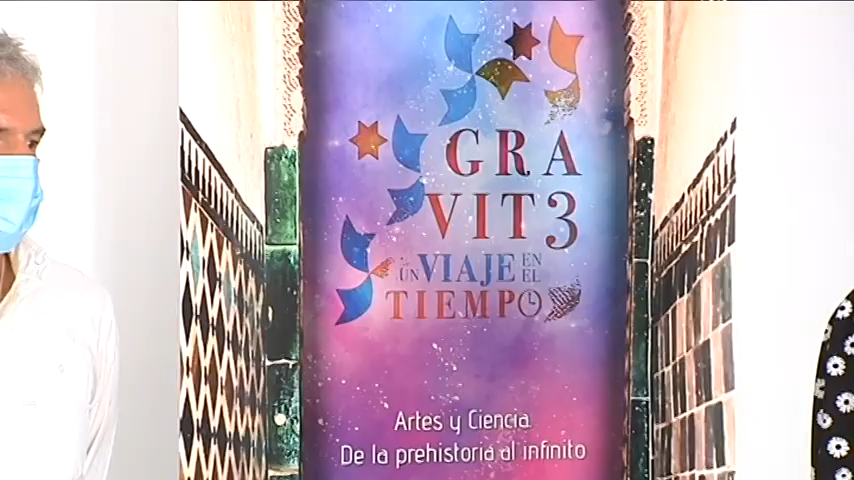 GRA
VIT3
UN VIAJE EN EL
TIEMPO
Artes y Ciencia
De la prehistoria al infinito